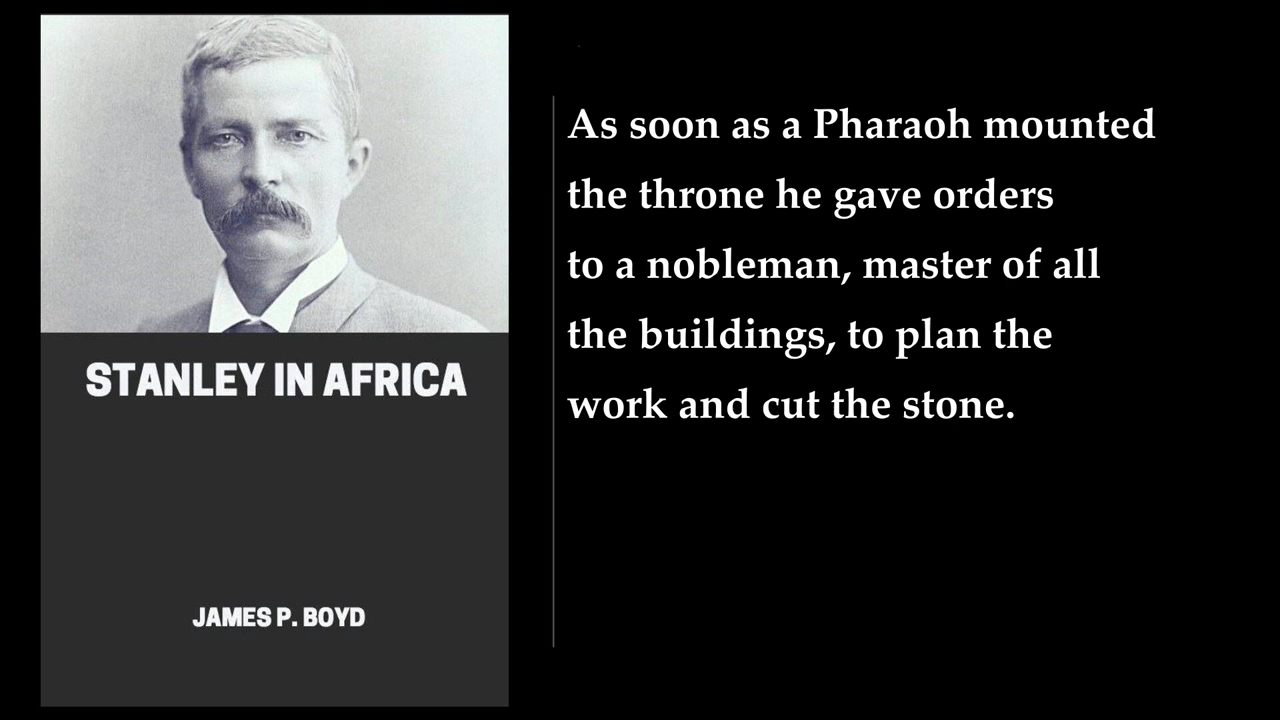 STANLEY IN AFRICA
JAMES P. BOYD
As soon as a Pharaoh mounted
the throne he gave orders
to a nobleman, master of all
the buildings, to plan the
work and cut the stone.